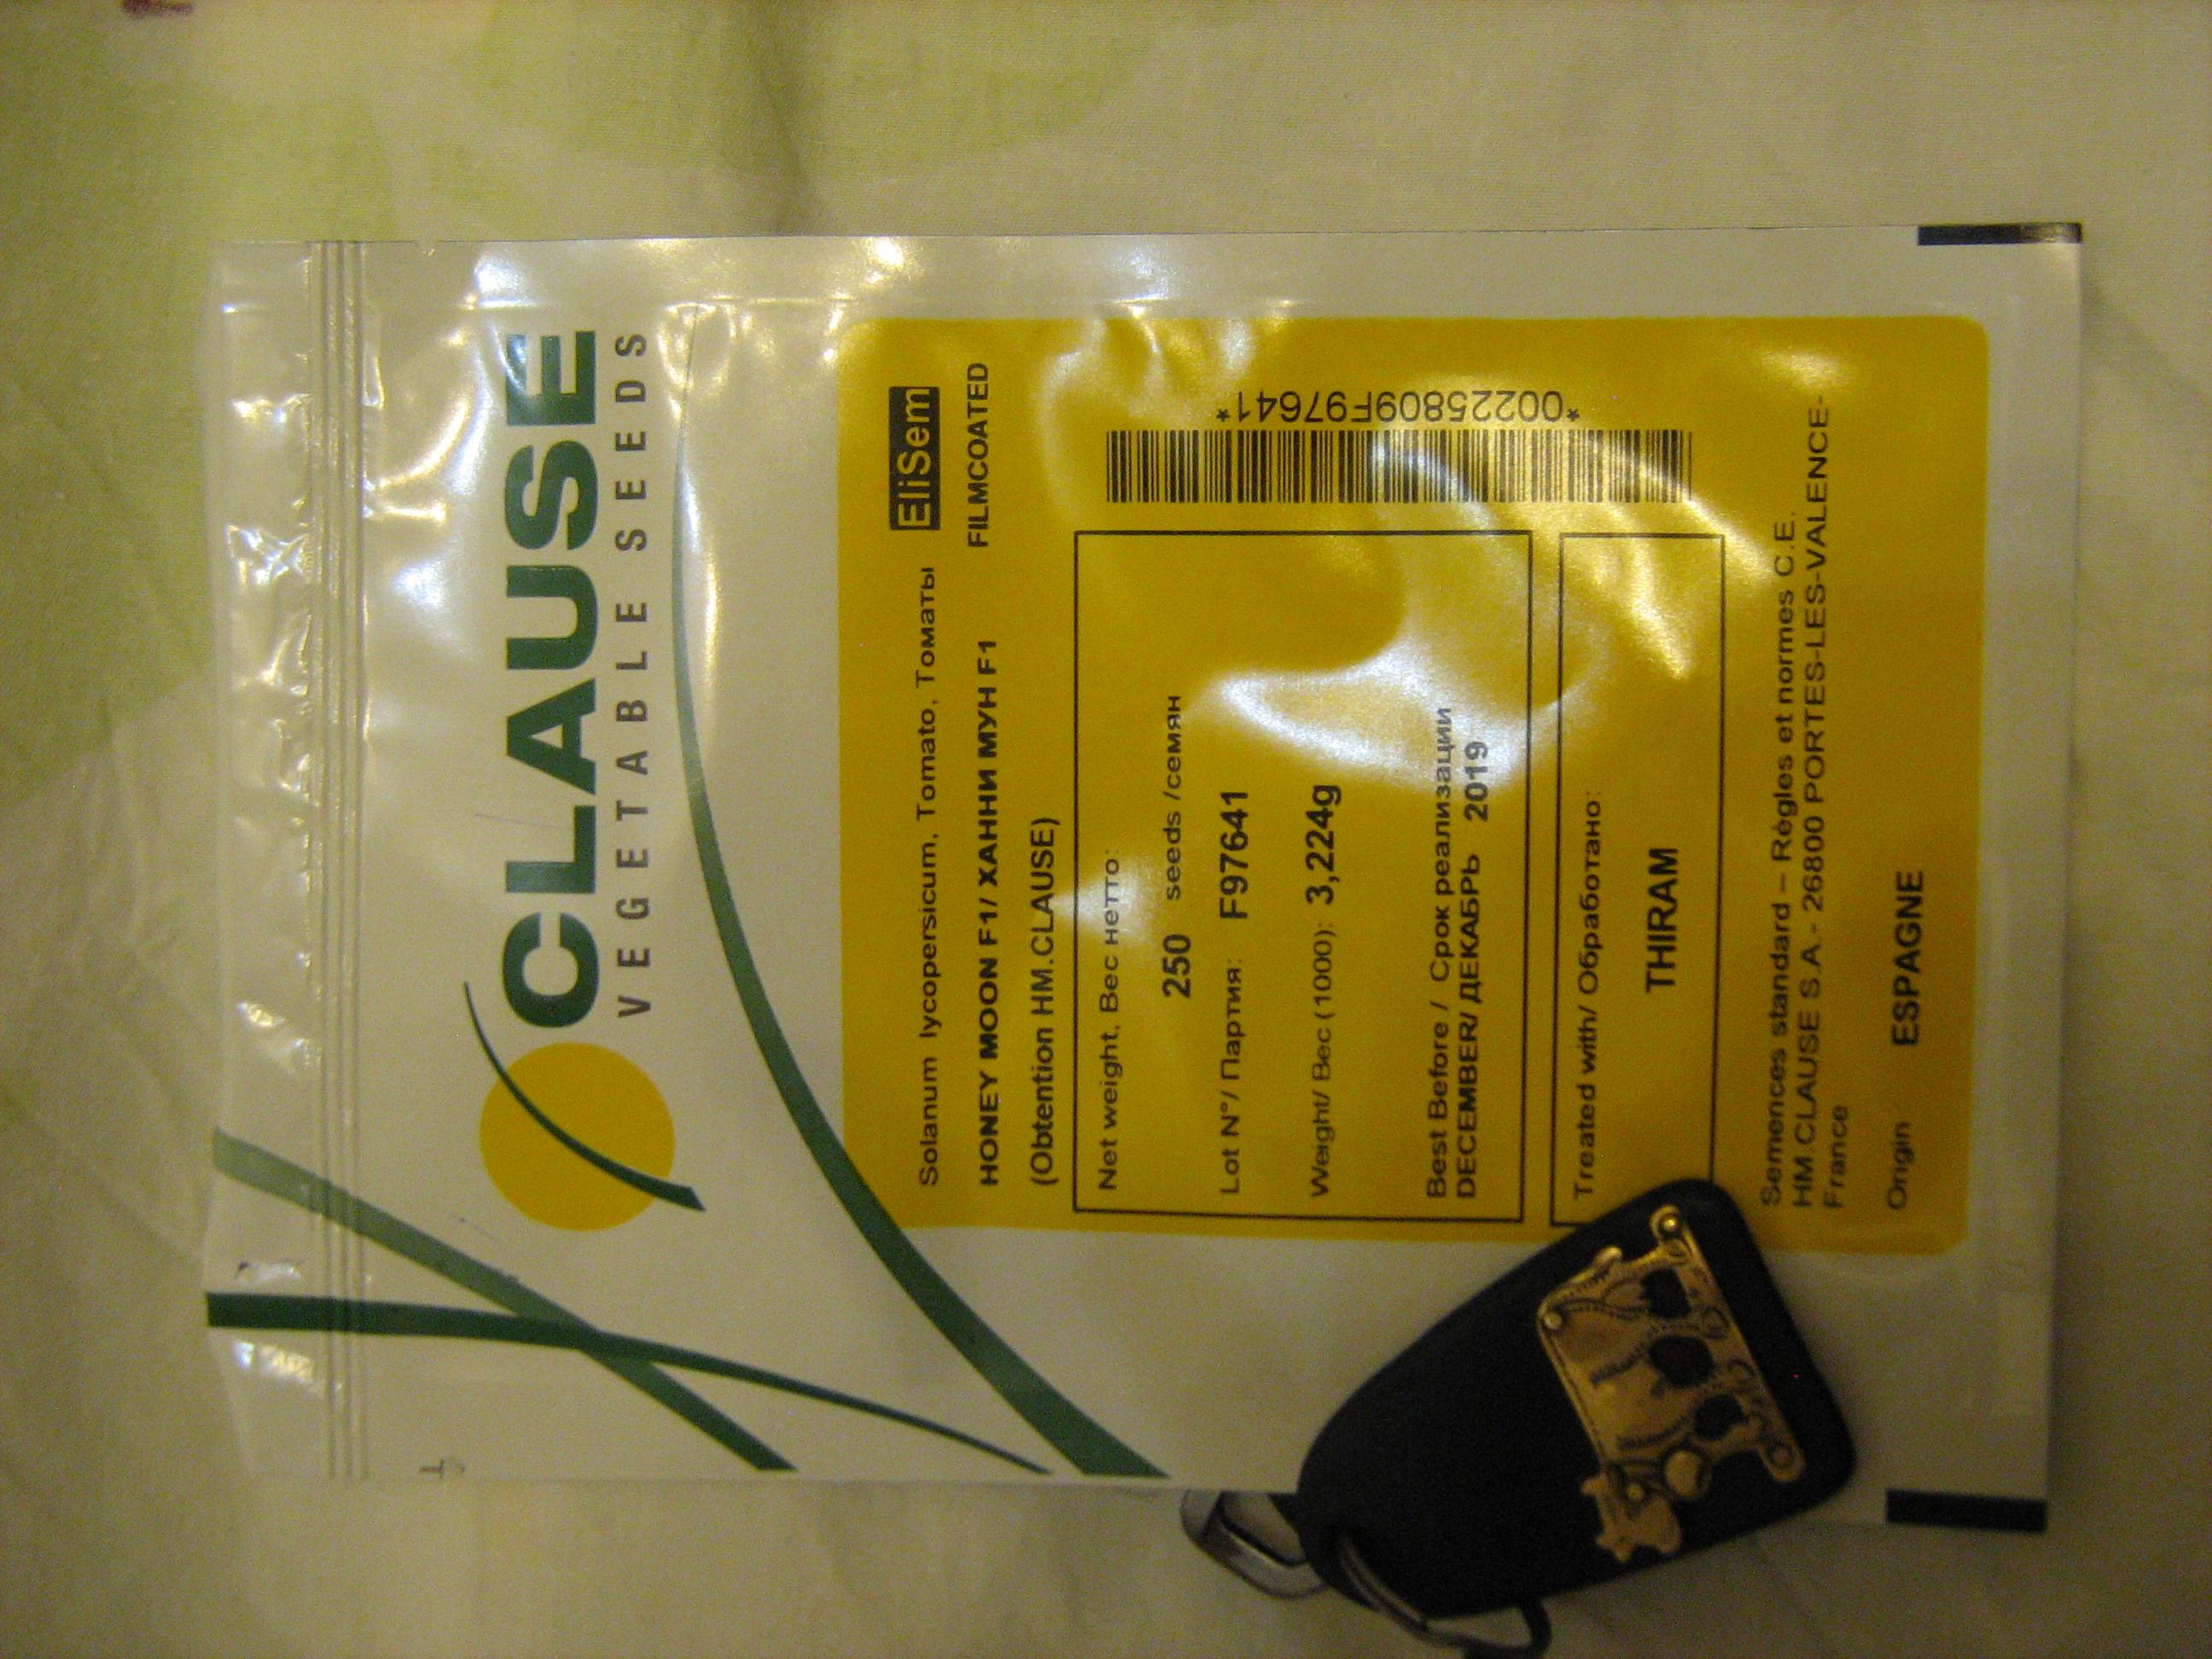 CLAUSE
VEGETABLE SEEDS
Solanum lycopersicum, Tomato, Томаты EliSem
HONEY MOON F1/ ХАННИ МУН F1 FILMCOATED
(Obtention HM.CLAUSE)
Net weight, Вес нетто:
250 seeds /семян
Lot N°/ Партия: F97641
Weight/ Вес (1000): 3,224g
Best Before / Срок реализации
DECEMBER/ ДЕКАБРЬ 2019
*00225809F97641*
Treated with/ Обработано:
THIRAM
Semences standard – Règles et normes C.E.
HM.CLAUSE S.A.- 26800 PORTES-LES-VALENCE-
France
Origin ESPAGNE